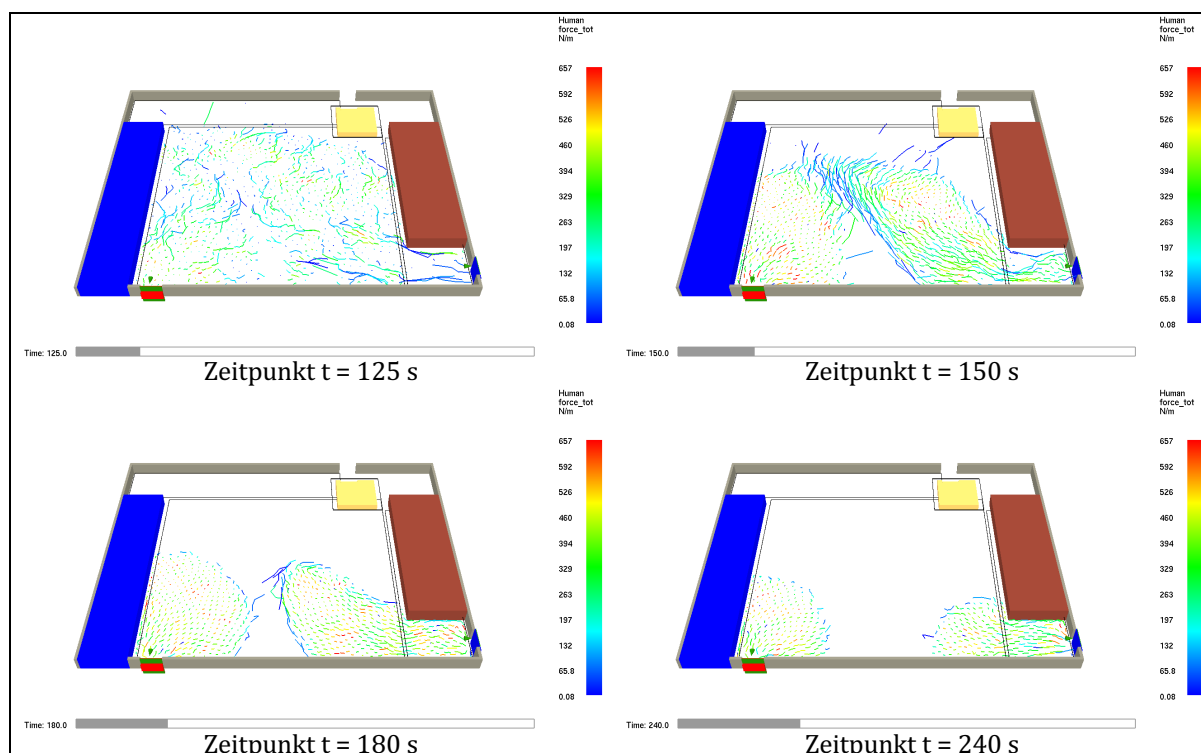 Human
force_tot
N/m
657
592
526
460
394
329
263
197
132
65.8
0.08
Time: 125.0
Zeitpunkt t = 125 s
Human
force_tot
N/m
657
592
526
460
394
329
263
197
132
65.8
0.08
Time: 150.0
Zeitpunkt t = 150 s
Human
force_tot
N/m
657
592
526
460
394
329
263
197
132
65.8
0.08
Time: 180.0
Zeitpunkt t = 180 s
Human
force_tot
N/m
657
592
526
460
394
329
263
197
132
65.8
0.08
Time: 240.0
Zeitpunkt t = 240 s